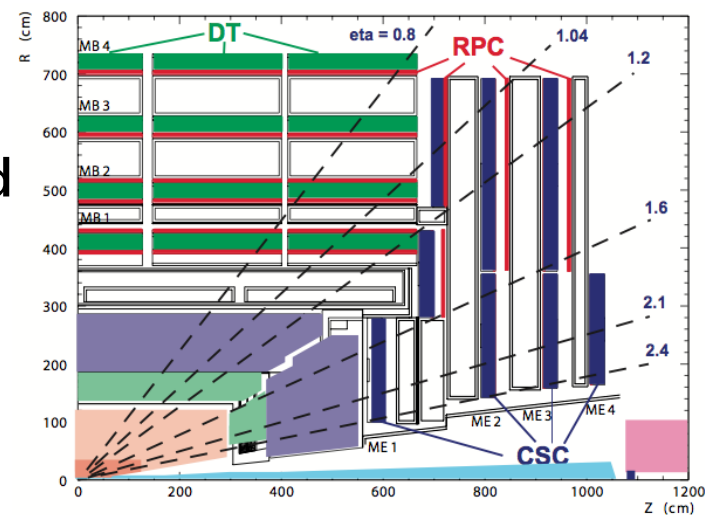 R (cm)
800
700
600
500
400
300
200
100
0
MB 4
MB 3
MB 2
MB 1
DT
eta = 0.8
RPC
1.04
1.2
1.6
2.1
2.4
d
ME 1
ME 2
ME 3
ME 4
CSC
0
200
400
600
800
1000
1200
Z (cm)